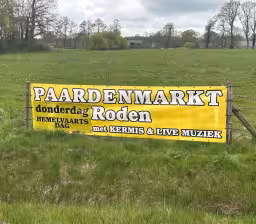 PAARDENMARKT
donderdag Roden
HEMELVAARTS
DAG
met KERMIS & LIVE MUZIEK